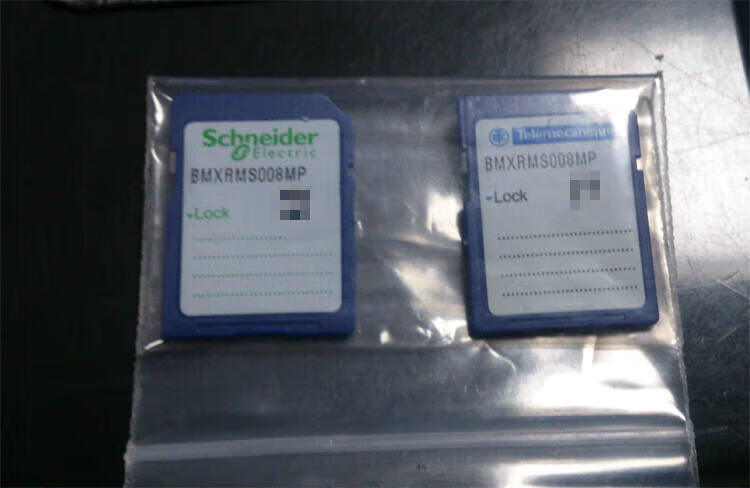 Schneider
Electric
BMXRMS008MP
Lock
Telemecanique
BMXRMS008MP
Lock